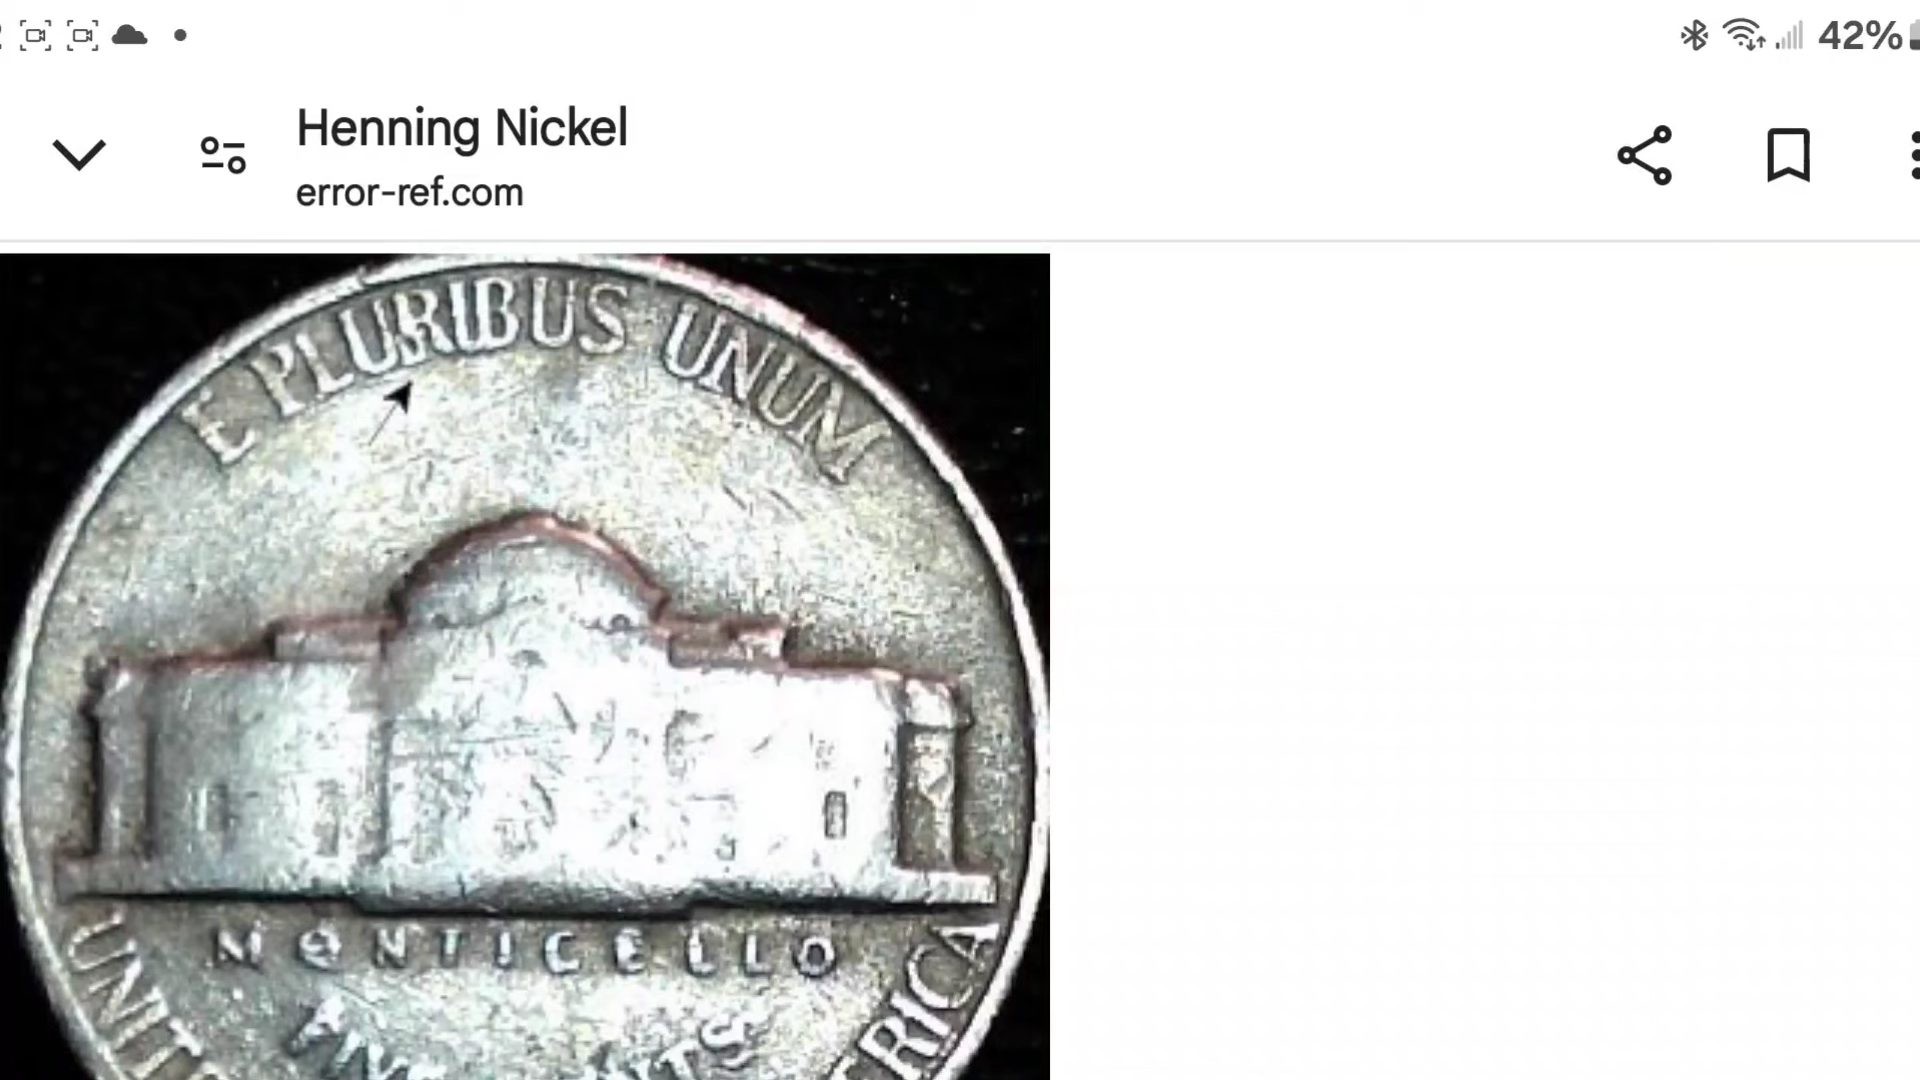 42%
Henning Nickel
error-ref.com
E PLURIBUS UNUM
MONTICELLO